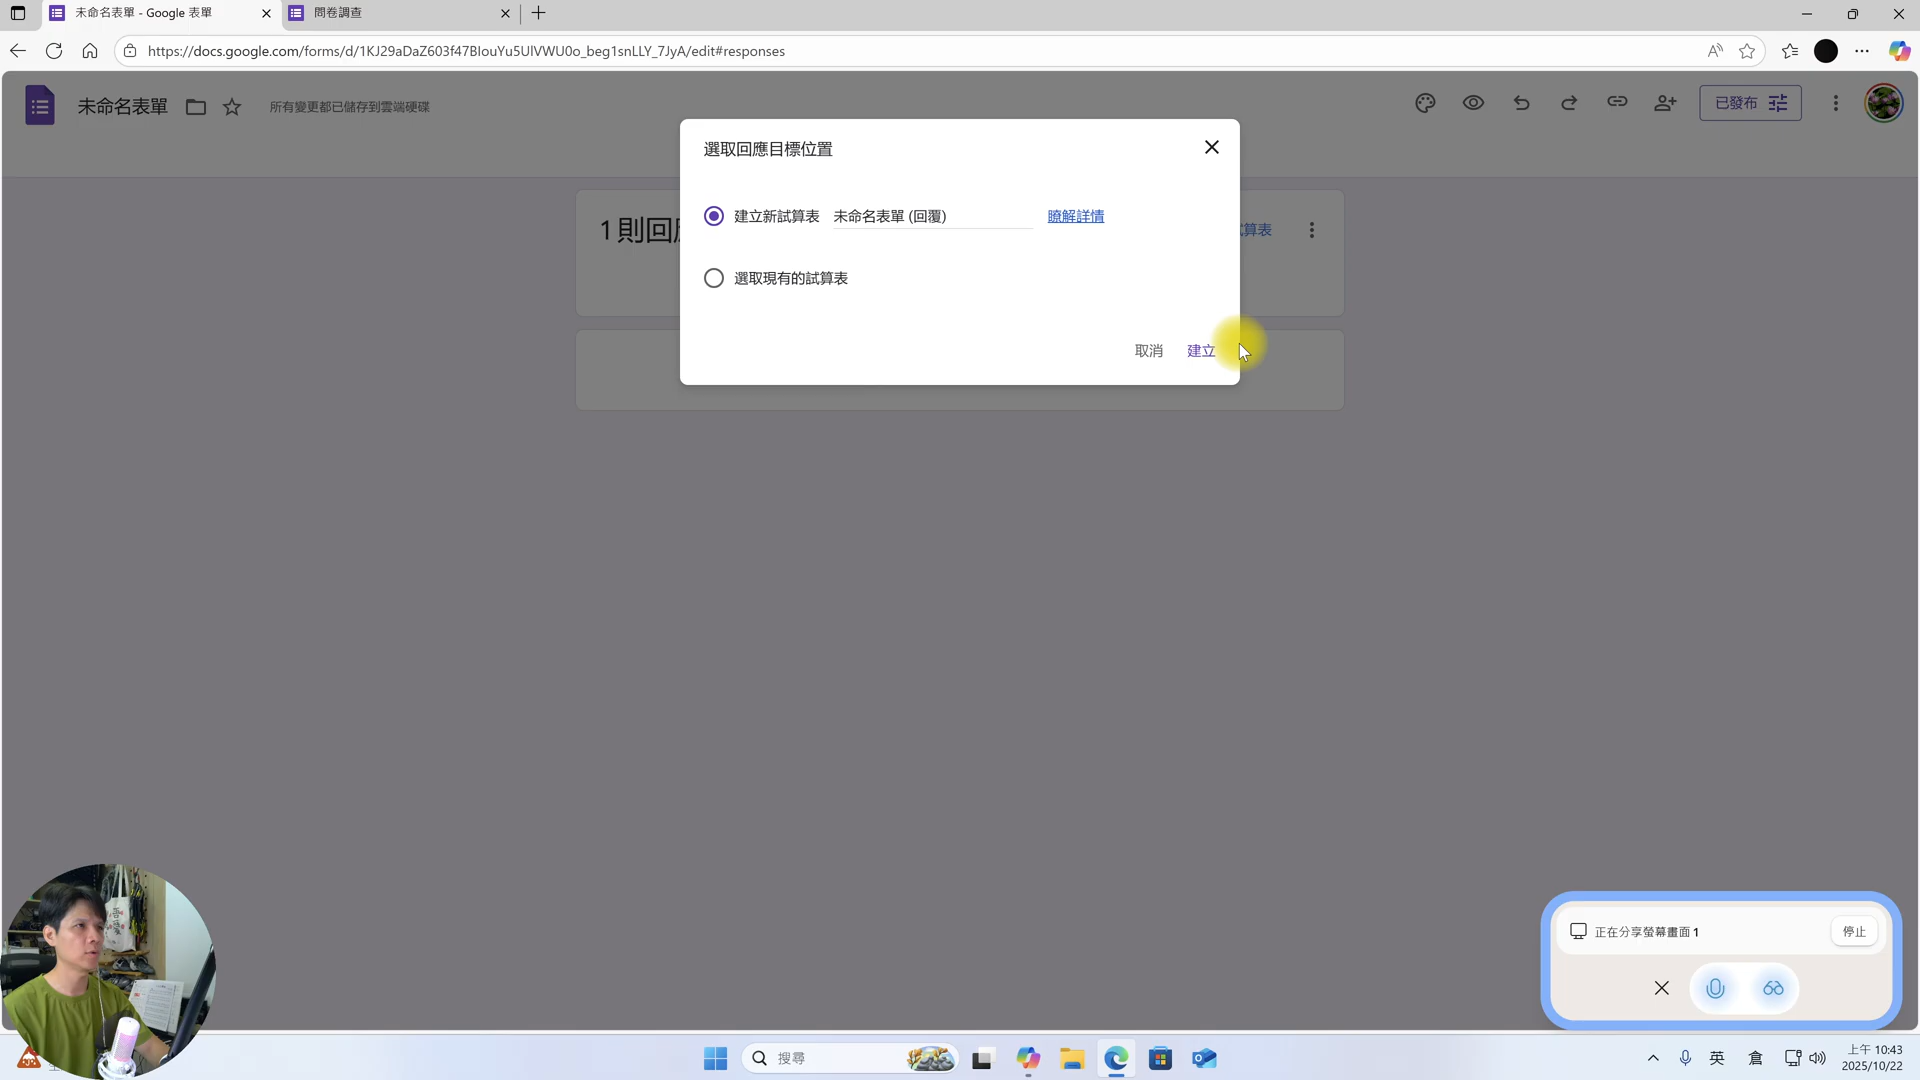 未命名表單 - Google 表單
問卷調查
https://docs.google.com/forms/d/1KJ29aDaZ603f47BIouYu5UlVWU0o_beg1snLLY_7JyA/edit#responses
未命名表單
所有變更都已儲存到雲端硬碟
已發布
選取回應目標位置
建立新試算表 未命名表單 (回覆) 瞭解詳情
1 則回應
試算表
選取現有的試算表
取消 建立
正在分享螢幕畫面 1
停止
搜尋
英
倉
上午 10:43
2025/10/22